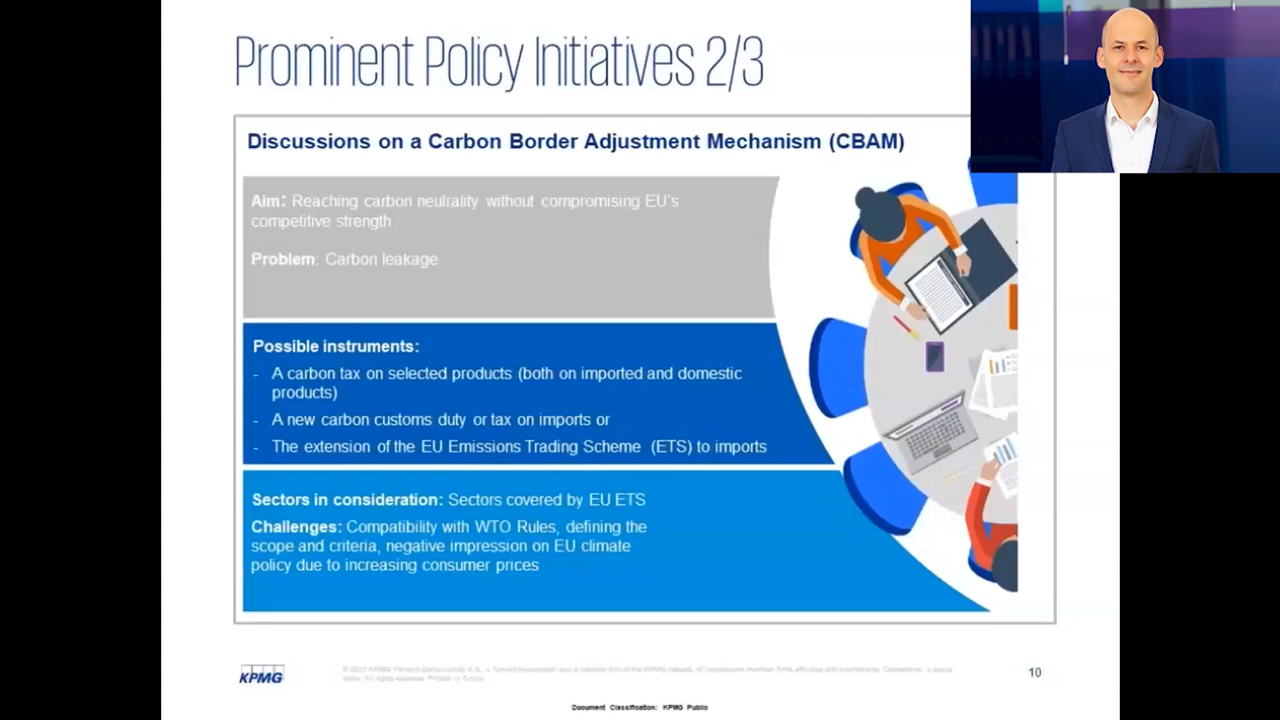 Prominent Policy Initiatives 2/3
Discussions on a Carbon Border Adjustment Mechanism (CBAM)
Aim: Reaching carbon neutrality without compromising EU's
competitive strength
Problem: Carbon leakage
Possible instruments:
- A carbon tax on selected products (both on imported and domestic
products)
- A new carbon customs duty or tax on imports or
- The extension of the EU Emissions Trading Scheme (ETS) to imports
Sectors in consideration: Sectors covered by EU ETS
Challenges: Compatibility with WTO Rules, defining the
scope and criteria, negative impression on EU climate
policy due to increasing consumer prices
KPMG
10
Document Classification: KPMG Public